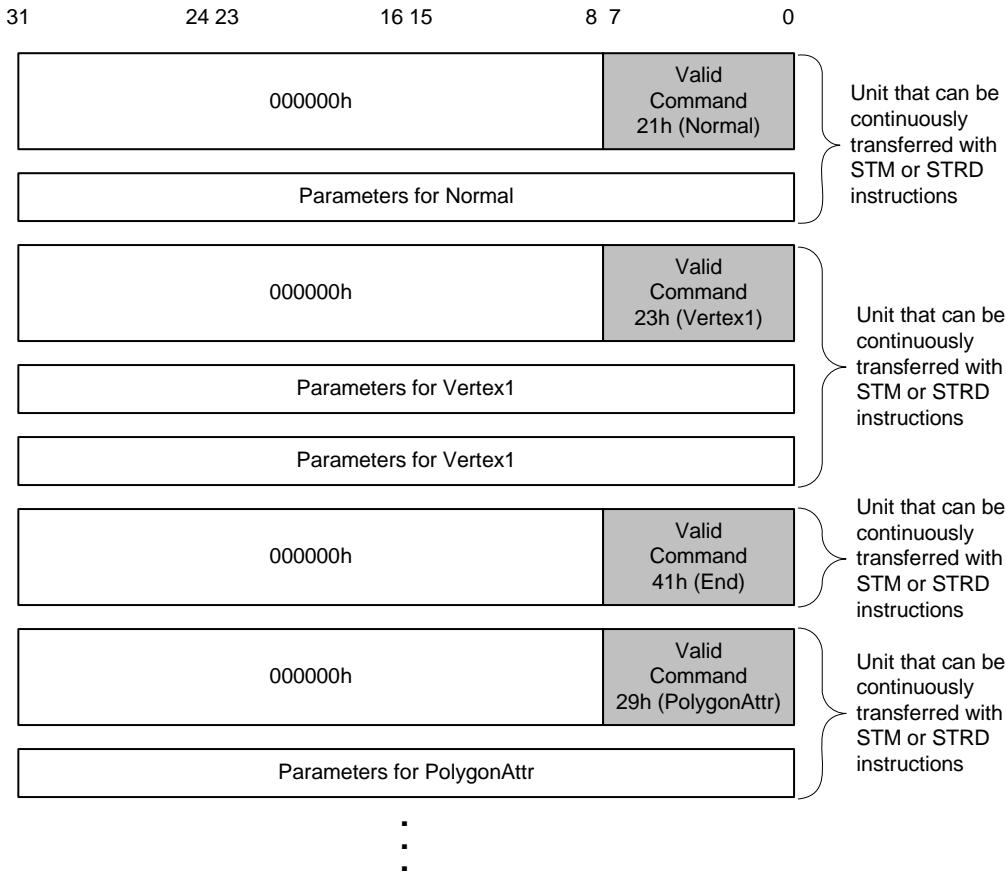 31 24 23 16 15 8 7 0
000000h
Valid
Command
21h (Normal)
Unit that can be
continuously
transferred with
STM or STRD
instructions
Parameters for Normal
000000h
Valid
Command
23h (Vertex1)
Unit that can be
continuously
transferred with
STM or STRD
instructions
Parameters for Vertex1
Parameters for Vertex1
000000h
Valid
Command
41h (End)
Unit that can be
continuously
transferred with
STM or STRD
instructions
000000h
Valid
Command
29h (PolygonAttr)
Unit that can be
continuously
transferred with
STM or STRD
instructions
Parameters for PolygonAttr